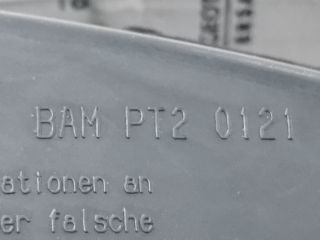 BAM PT2 0121
ationen an
er falsche